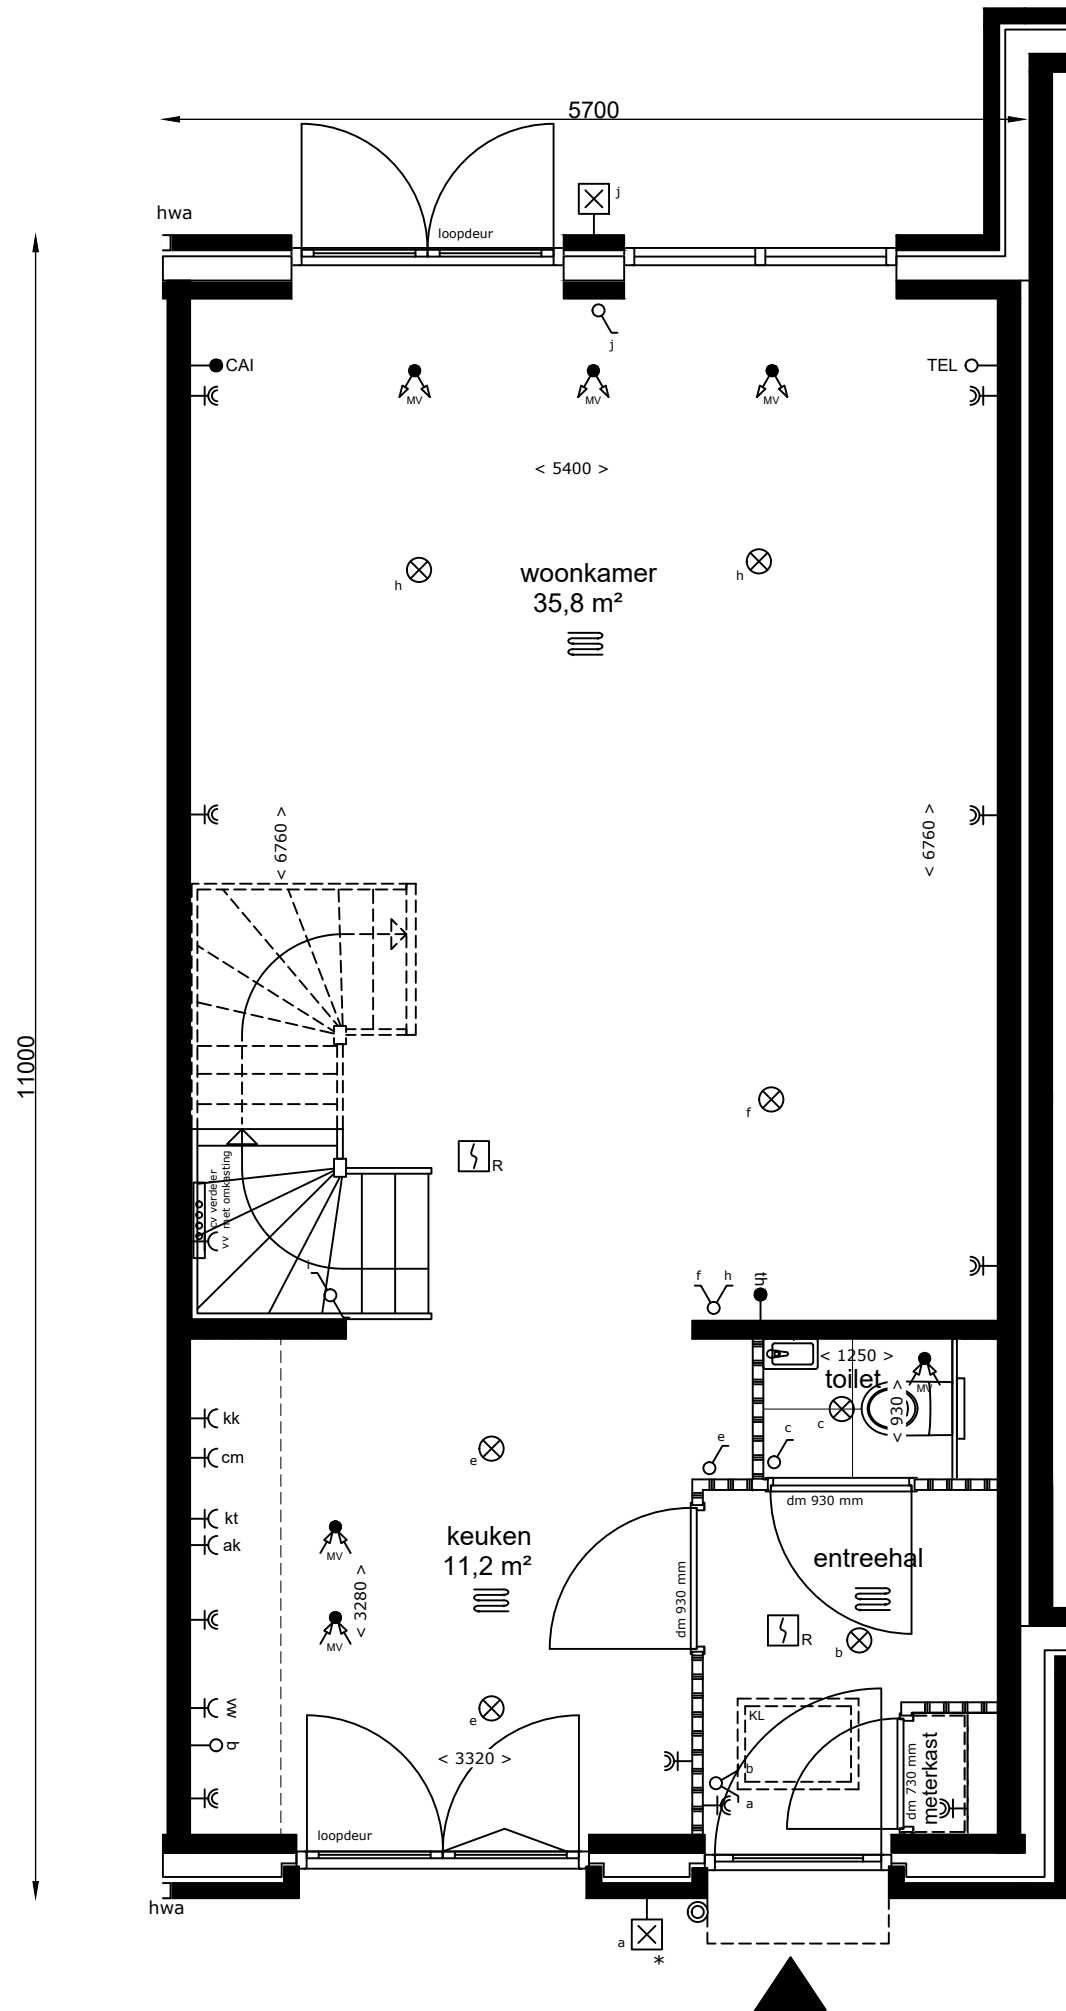 5700
j
hwa
loopdeur
j
CAI
TEL
MV
MV
MV
< 5400 >
h
h
woonkamer
35,8 m²
< 6760 >
< 6760 >
11000
f
R
cv verdeler
vv met omkasting
i
f h
th
< 1250 >
toilet
MV
< 930 >
c
kk
e
c
e
cm
dm 930 mm
kt
ak
keuken
11,2 m²
MV
entreehal
< 3280 >
dm 930 mm
R
MV
b
vw
e
KL
b
< 3320 >
b
a
dm 730 mm
meterkast
loopdeur
hwa
a
*